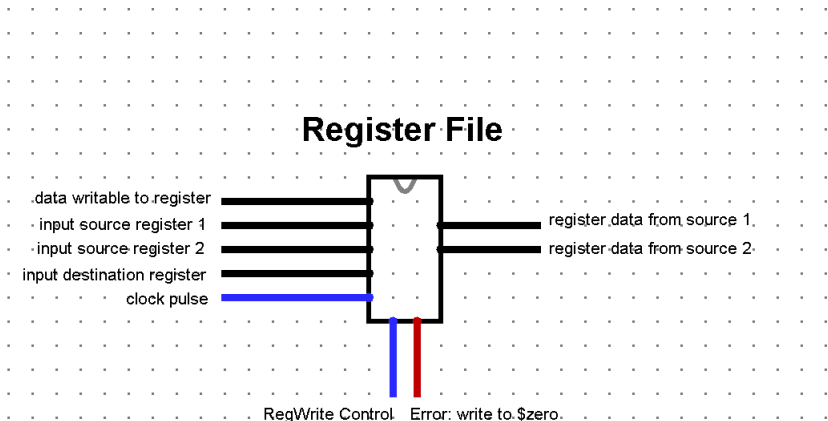 Register File
data writable to register
input source register 1
input source register 2
input destination register
clock pulse
register data from source 1
register data from source 2
RegWrite Control
Error: write to $zero